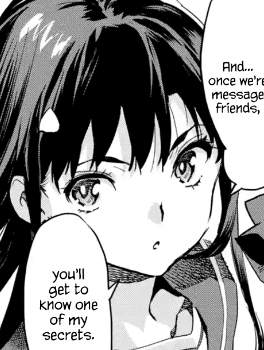 And...
once we're
message
friends,
you'll
get to
know one
of my
secrets.